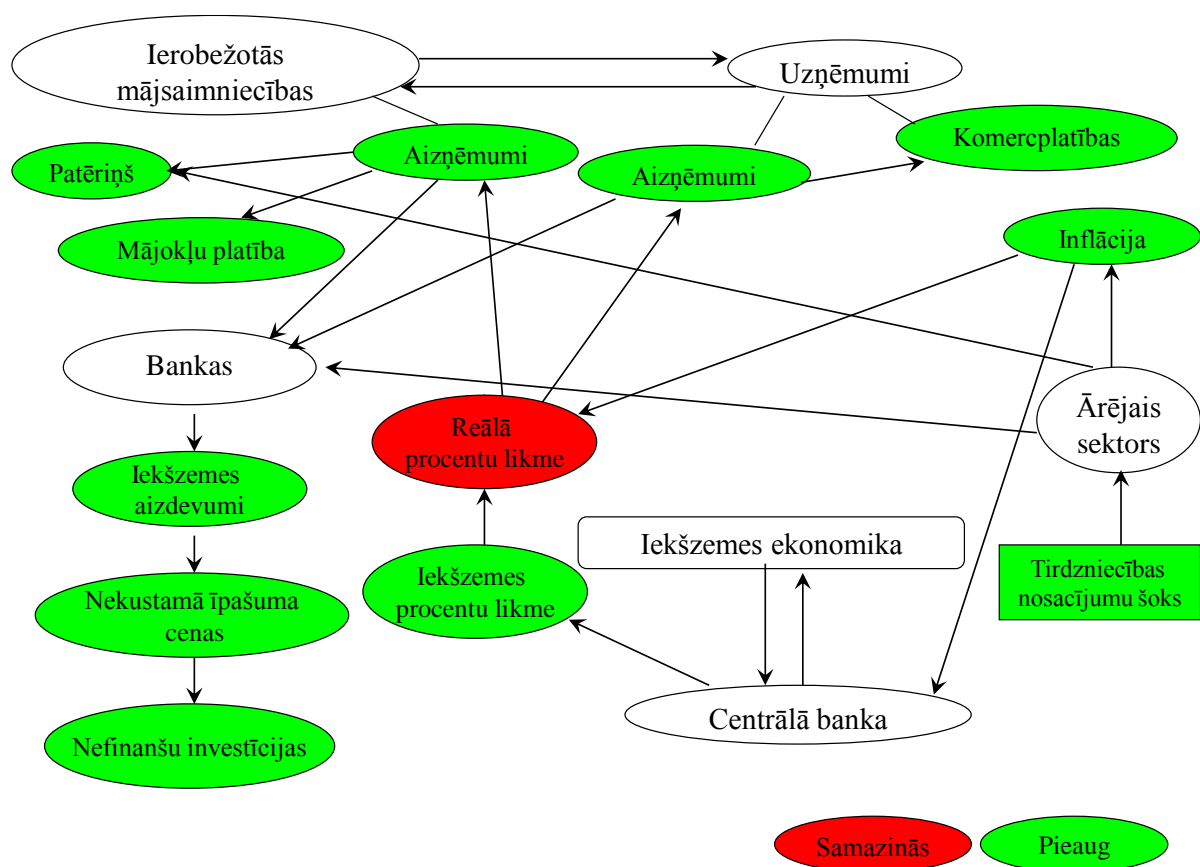 Ierobežotās
mājsaimniecības
Uzņēmumi
Komercplatības
Aizņēmumi
Patēriņš
Aizņēmumi
Mājokļu platība
Inflācija
Bankas
Reālā
procentu likme
Ārējais
sektors
Iekšzemes
aizdevumi
Iekšzemes ekonomika
Iekšzemes
procentu likme
Tirdzniecības
nosacījumu šoks
Nekustamā īpašuma
cenas
Centrālā banka
Nefinanšu investīcijas
Samazinās
Pieaug